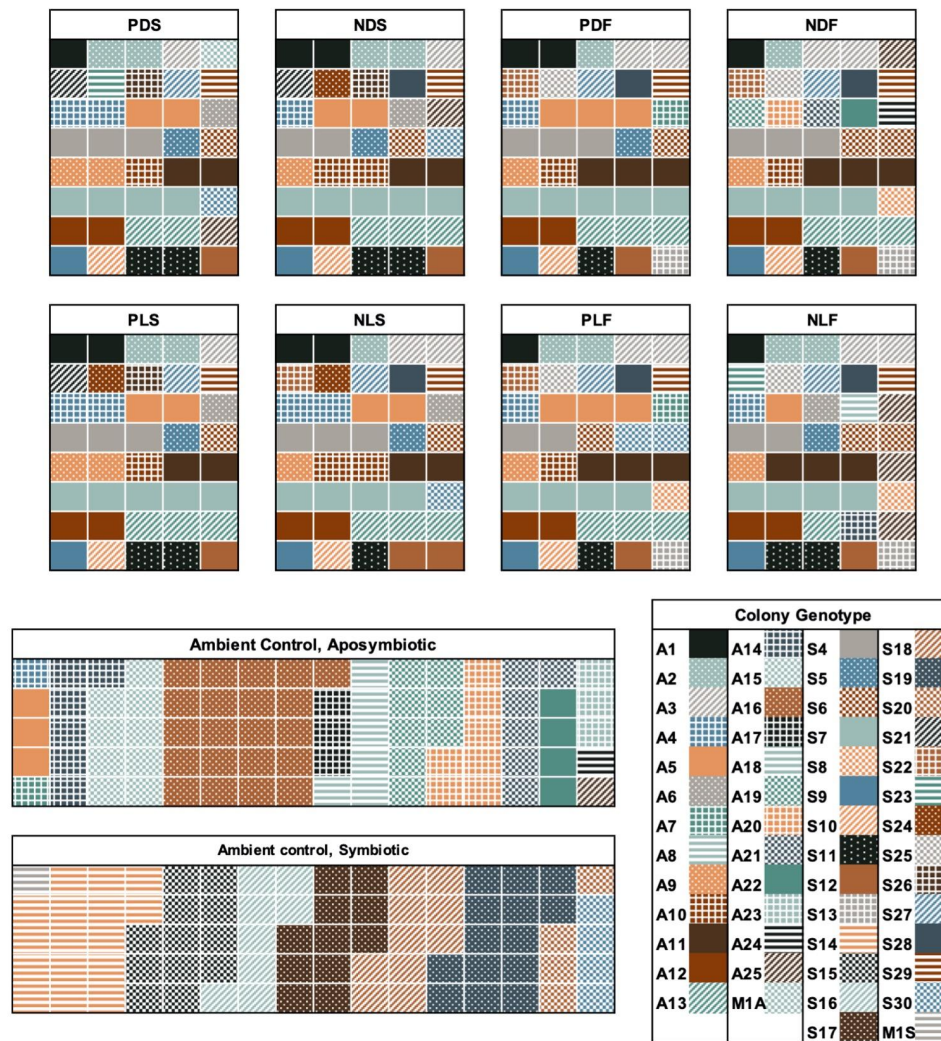 PDS NDS PDF NDF
PLS NLS PLF NLF
Ambient Control, Aposymbiotic
Ambient control, Symbiotic
Colony Genotype
A1 A14 S4 S18
A2 A15 S5 S19
A3 A16 S6 S20
A4 A17 S7 S21
A5 A18 S8 S22
A6 A19 S9 S23
A7 A20 S10 S24
A8 A21 S11 S25
A9 A22 S12 S26
A10 A23 S13 S27
A11 A24 S14 S28
A12 A25 S15 S29
A13 M1A S16 S30
S17 M1S